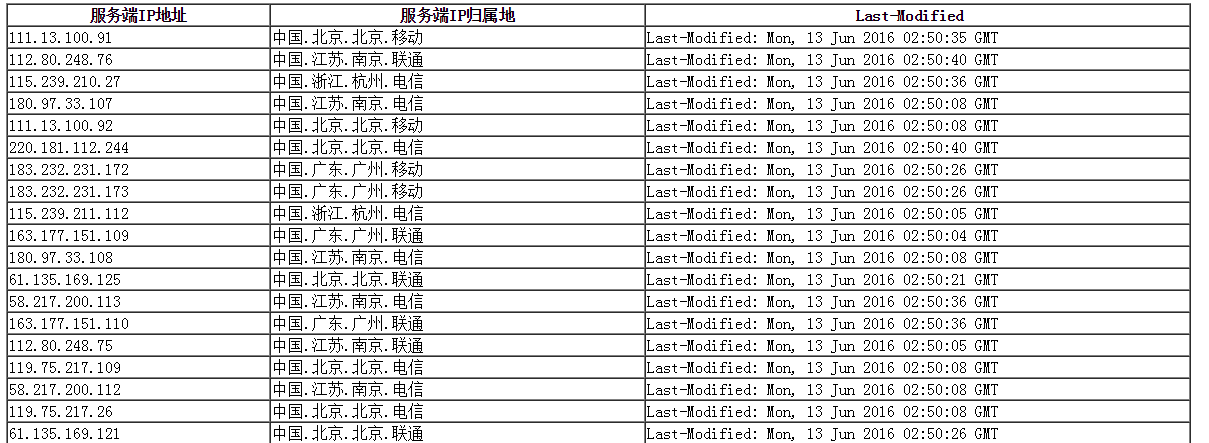 服务端IP地址 服务端IP归属地 Last-Modified
111.13.100.91 中国.北京.北京.移动 Last-Modified: Mon, 13 Jun 2016 02:50:35 GMT
112.80.248.76 中国.江苏.南京.联通 Last-Modified: Mon, 13 Jun 2016 02:50:40 GMT
115.239.210.27 中国.浙江.杭州.电信 Last-Modified: Mon, 13 Jun 2016 02:50:36 GMT
180.97.33.107 中国.江苏.南京.电信 Last-Modified: Mon, 13 Jun 2016 02:50:08 GMT
111.13.100.92 中国.北京.北京.移动 Last-Modified: Mon, 13 Jun 2016 02:50:08 GMT
220.181.112.244 中国.北京.北京.电信 Last-Modified: Mon, 13 Jun 2016 02:50:40 GMT
183.232.231.172 中国.广东.广州.移动 Last-Modified: Mon, 13 Jun 2016 02:50:26 GMT
183.232.231.173 中国.广东.广州.移动 Last-Modified: Mon, 13 Jun 2016 02:50:26 GMT
115.239.211.112 中国.浙江.杭州.电信 Last-Modified: Mon, 13 Jun 2016 02:50:05 GMT
163.177.151.109 中国.广东.广州.联通 Last-Modified: Mon, 13 Jun 2016 02:50:04 GMT
180.97.33.108 中国.江苏.南京.电信 Last-Modified: Mon, 13 Jun 2016 02:50:08 GMT
61.135.169.125 中国.北京.北京.联通 Last-Modified: Mon, 13 Jun 2016 02:50:21 GMT
58.217.200.113 中国.江苏.南京.电信 Last-Modified: Mon, 13 Jun 2016 02:50:36 GMT
163.177.151.110 中国.广东.广州.联通 Last-Modified: Mon, 13 Jun 2016 02:50:36 GMT
112.80.248.75 中国.江苏.南京.联通 Last-Modified: Mon, 13 Jun 2016 02:50:05 GMT
119.75.217.109 中国.北京.北京.电信 Last-Modified: Mon, 13 Jun 2016 02:50:08 GMT
58.217.200.112 中国.江苏.南京.电信 Last-Modified: Mon, 13 Jun 2016 02:50:08 GMT
119.75.217.26 中国.北京.北京.电信 Last-Modified: Mon, 13 Jun 2016 02:50:08 GMT
61.135.169.121 中国.北京.北京.联通 Last-Modified: Mon, 13 Jun 2016 02:50:26 GMT